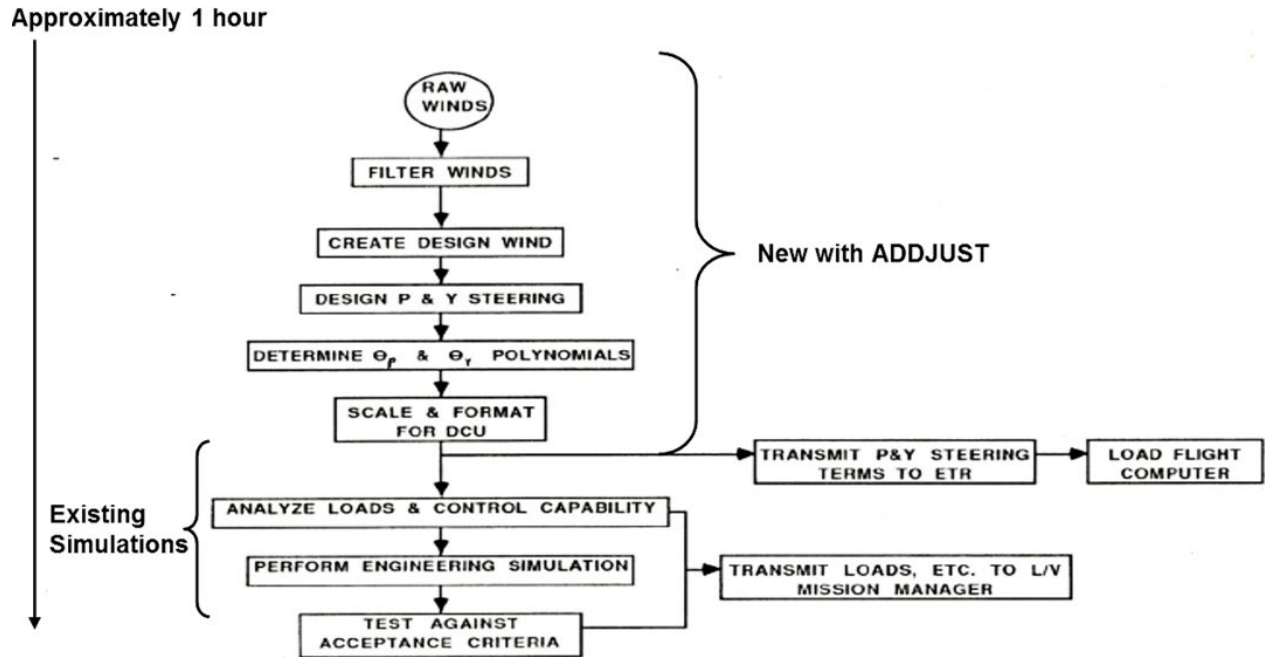 Approximately 1 hour
RAW
WINDS
FILTER WINDS
CREATE DESIGN WIND
New with ADDJUST
DESIGN P & Y STEERING
DETERMINE Θρ & Θγ POLYNOMIALS
SCALE & FORMAT
FOR DCU
TRANSMIT P&Y STEERING
TERMS TO ETR
LOAD FLIGHT
COMPUTER
Existing
Simulations
ANALYZE LOADS & CONTROL CAPABILITY
PERFORM ENGINEERING SIMULATION
TRANSMIT LOADS, ETC. TO L/V
MISSION MANAGER
TEST AGAINST
ACCEPTANCE CRITERIA